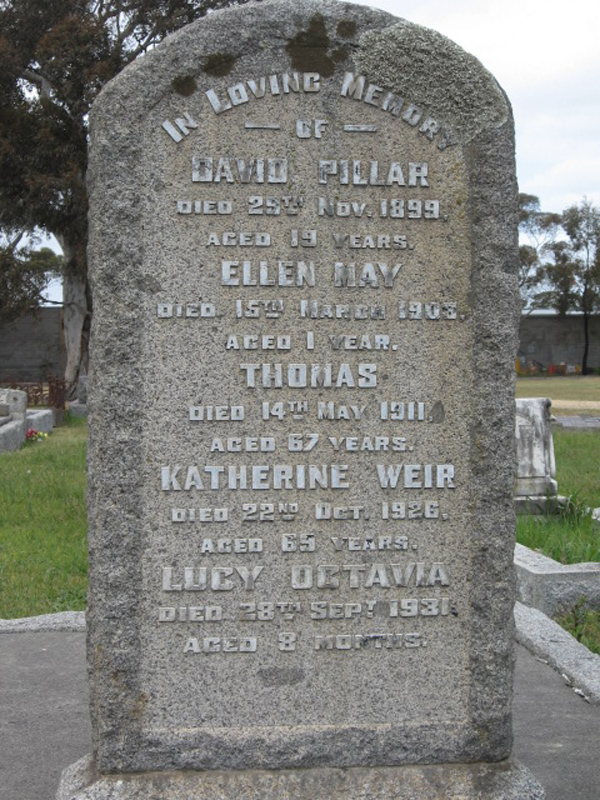 IN LOVING MEMORY
OF
DAVID PILLAR
DIED 29TH NOV. 1899.
AGED 19 YEARS.
ELLEN MAY
DIED 15TH MARCH 1903.
AGED 1 YEAR.
THOMAS
DIED 14TH MAY 1911.
AGED 67 YEARS.
KATHERINE WEIR
DIED 22ND OCT. 1926.
AGED 65 YEARS.
LUCY OCTAVIA
DIED 28TH SEPT 1931.
AGED 8 MONTHS.